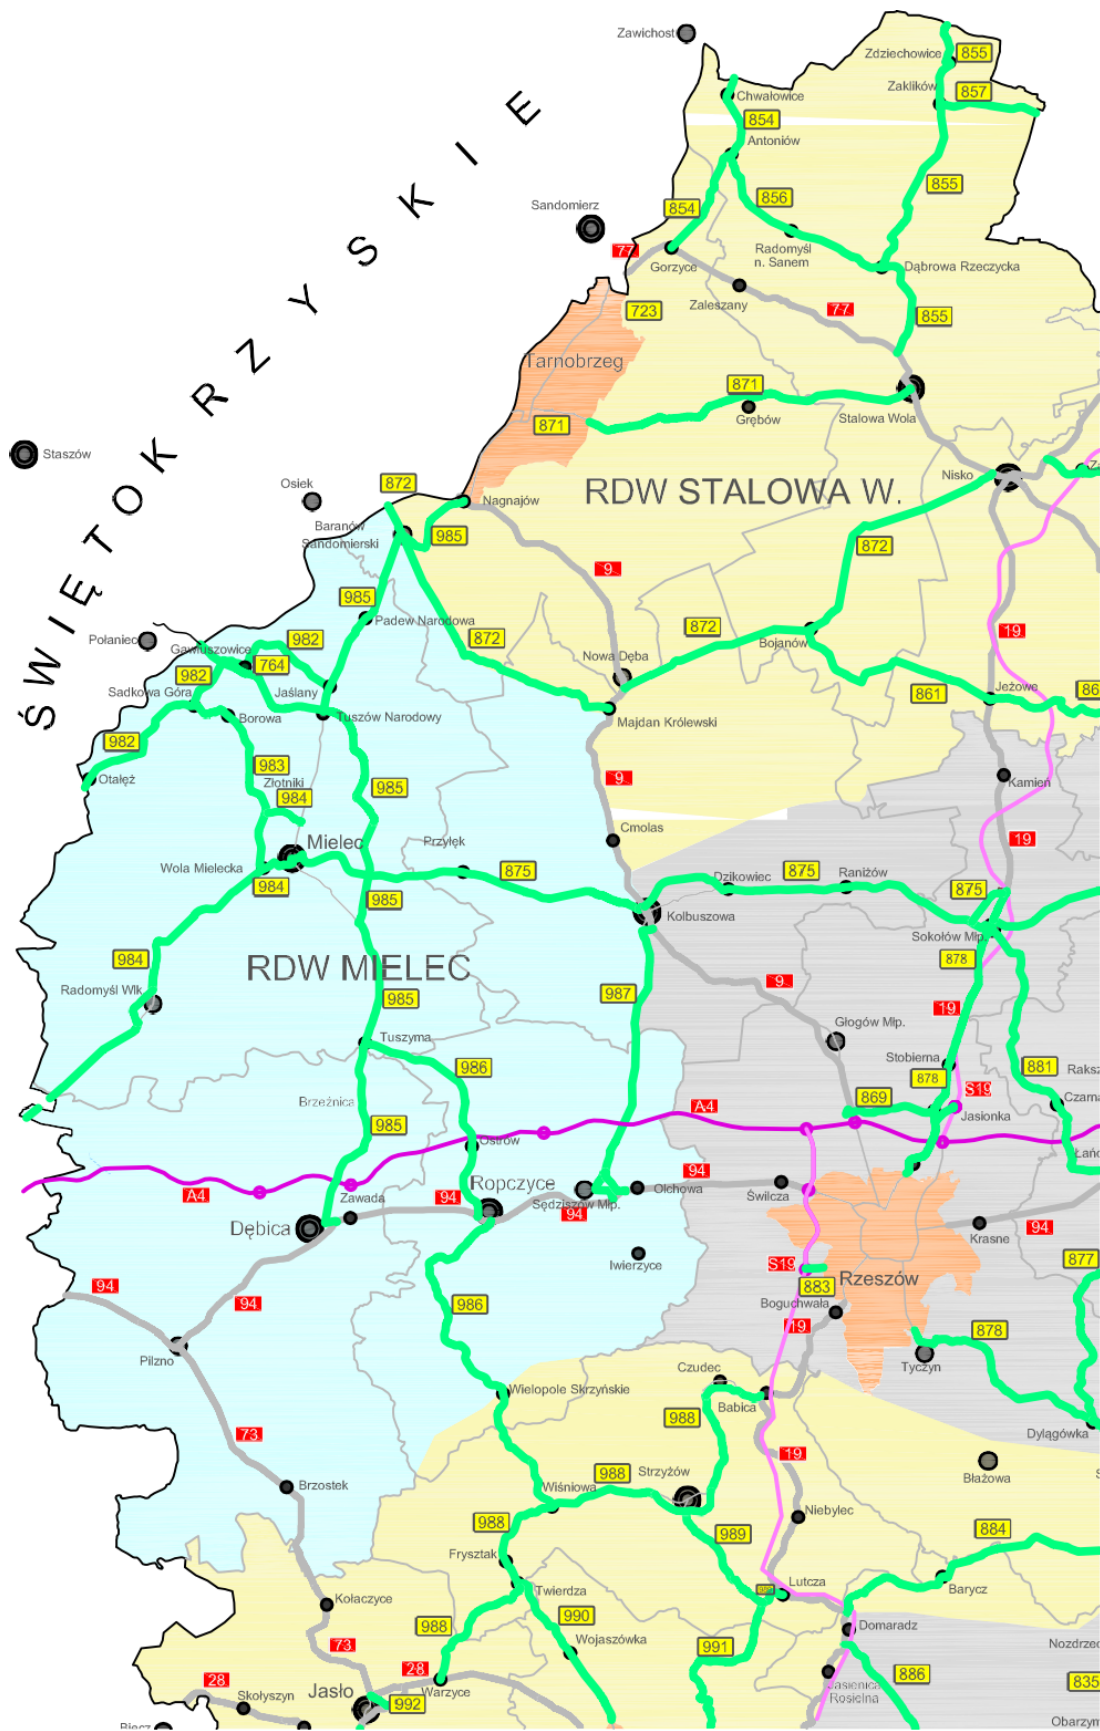 Zawichost
Zdziechowice
855
Zaklików
857
Chwałowice
854
Antoniów
855
856
Sandomierz
854
Radomyśl
n. Sanem
Dąbrowa Rzeczycka
77
Gorzyce
Zaleszany
723
77
855
Tarnobrzeg
871
Grębów
Stalowa Wola
871
ŚWIĘTOKRZYSKIE
Staszów
Osiek
872
Nagnajów
RDW STALOWA W.
Nisko
Baranów
Sandomierski
985
872
9
985
Padew Narodowa
872
872
Bojanów
19
Połaniec
Gawłuszowice
982
764
Nowa Dęba
982
Sadkowa Góra
Jaślany
861
Jeżowe
Borowa
Tuszów Narodowy
Majdan Królewski
982
983
Otałęż
Złotniki
984
985
9
Kamień
Cmolas
19
Mielec
Przyłęk
Wola Mielecka
984
875
985
Dzikowiec
875
Raniżów
875
Kolbuszowa
Sokołów Młp.
878
984
RDW MIELEC
Radomyśl Wlk
985
987
9
19
Głogów Młp.
Tuszyma
986
Stobierna
878
881
S19
Brzeźnica
869
985
A4
Jasionka
Ostrów
A4
Zawada
94
Ropczyce
94
Sędziszów Młp.
94
Olchowa
Świlcza
Dębica
Krasne
94
Iwierzyce
S19
877
94
94
986
883
Rzeszów
Boguchwała
19
878
Pilzno
Tyczyn
Czudec
Wielopole Skrzyńskie
Babica
988
Dylągówka
73
19
Błażowa
Brzostek
988
Strzyżów
Wiśniowa
Niebylec
988
989
884
Frysztak
Twierdza
Lutcza
Barycz
Kołaczyce
990
988
Domaradz
Wojaszówka
991
73
28
28
886
Jasienica
Rosielna
835
Skołyszyn
Jasło
Warzyce
992